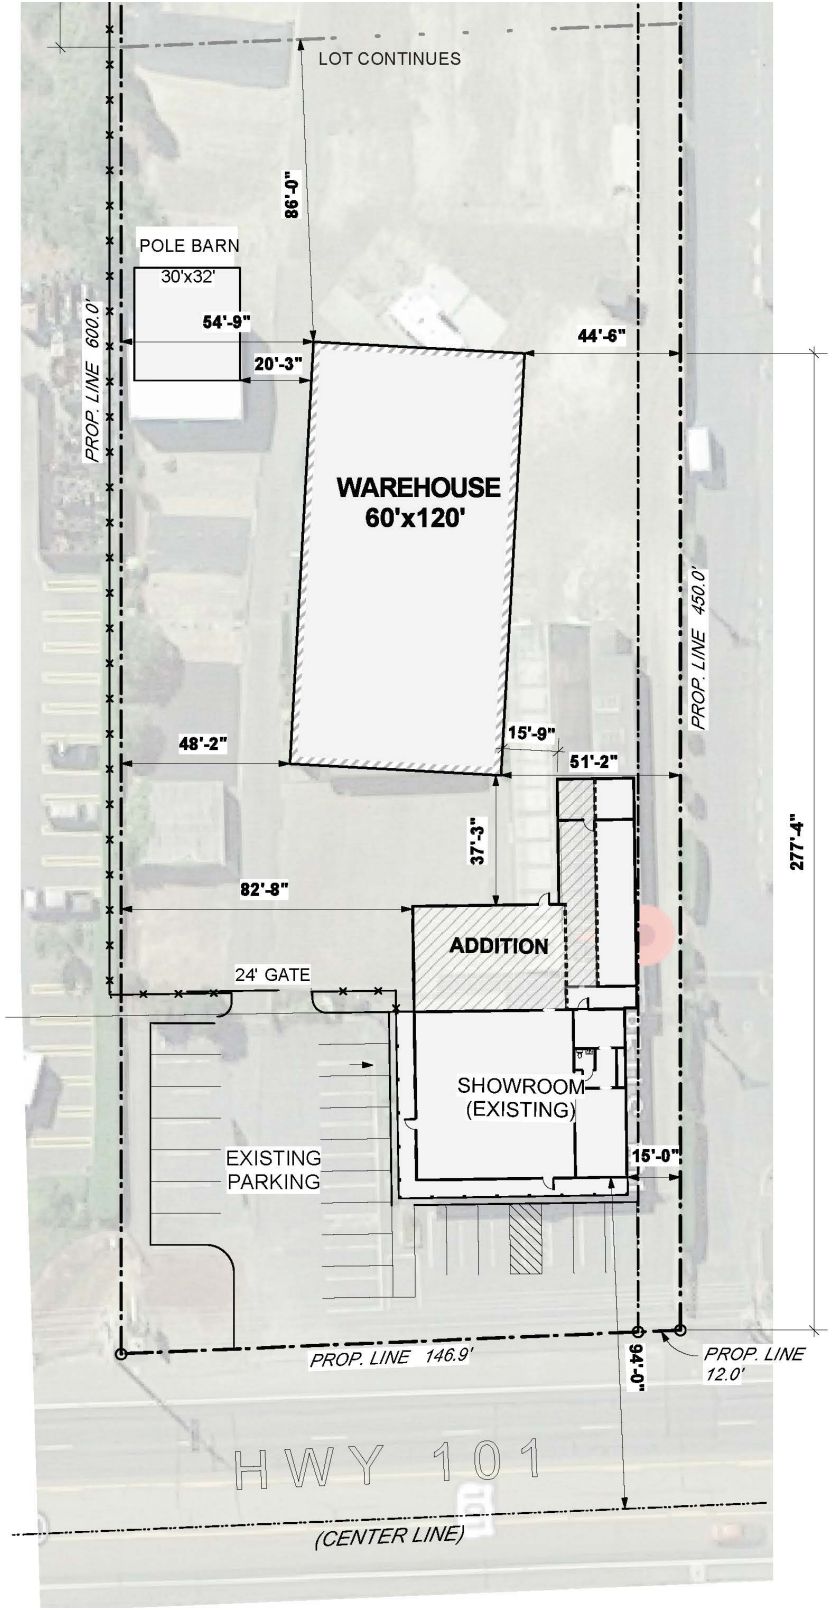 LOT CONTINUES
86'-0"
POLE BARN
30'x32'
54'-9"
44'-6"
20'-3"
PROP. LINE 600.0'
WAREHOUSE
60'x120'
PROP. LINE 450.0'
15'-9"
48'-2"
51'-2"
37'-3"
277'-4"
82'-8"
ADDITION
24' GATE
SHOWROOM
(EXISTING)
EXISTING
PARKING
15'-0"
PROP. LINE 146.9'
94'-0"
PROP. LINE
12.0'
HWY 101
101
(CENTER LINE)